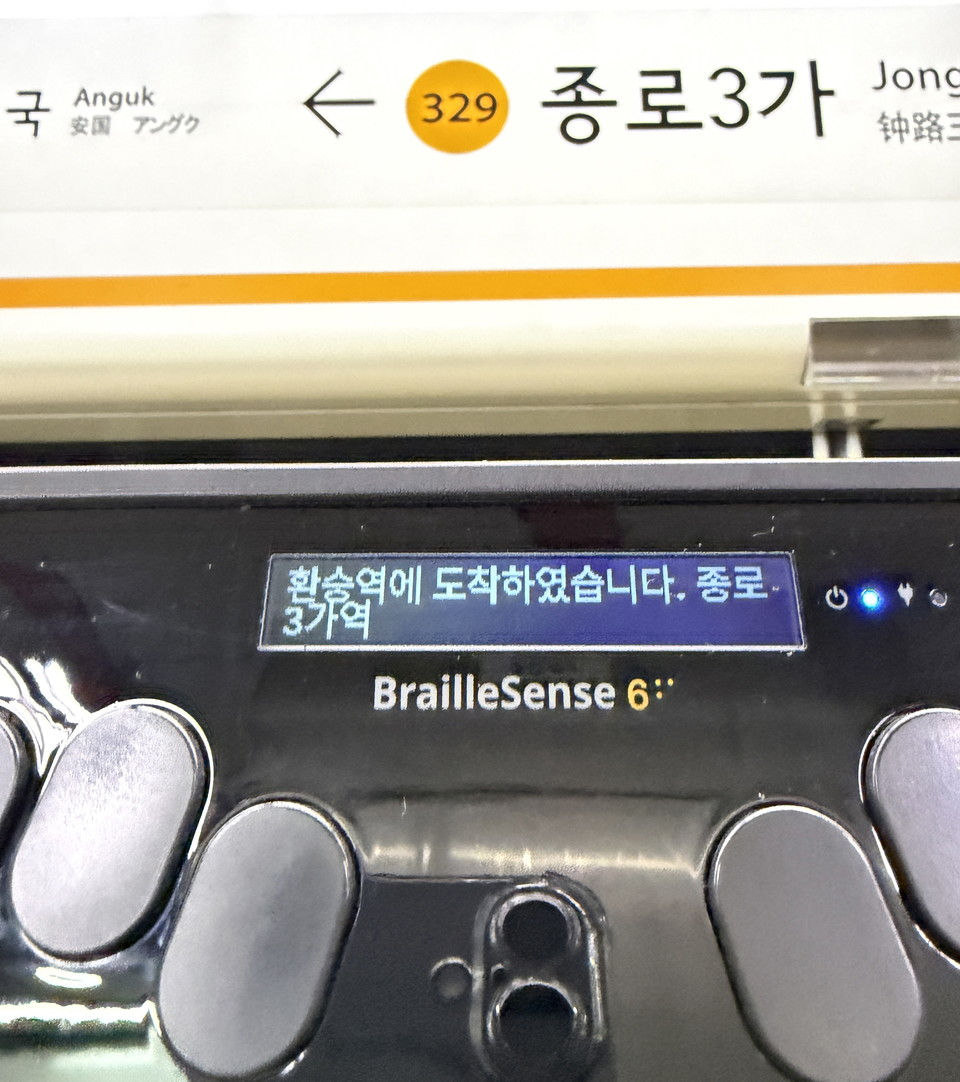 국 Anguk
安国 アングク
← 329 종로3가
Jong
钟路三
환승역에 도착하였습니다. 종로
3가역
BrailleSense 6